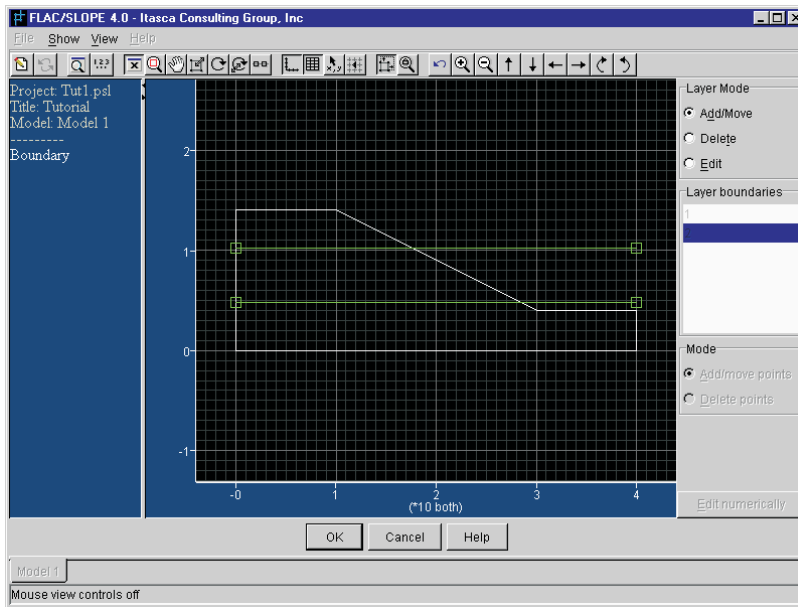 FLAC/SLOPE 4.0 - Itasca Consulting Group, Inc
File Show View Help
123
Project: Tut1.psl
Title: Tutorial
Model: Model 1
---------
Boundary
2
1
0
-1
-0 1 2 3 4
(*10 both)
Layer Mode
Add/Move
Delete
Edit
Layer boundaries
1
Mode
Add/move points
Delete points
Edit numerically
OK Cancel Help
Model 1
Mouse view controls off